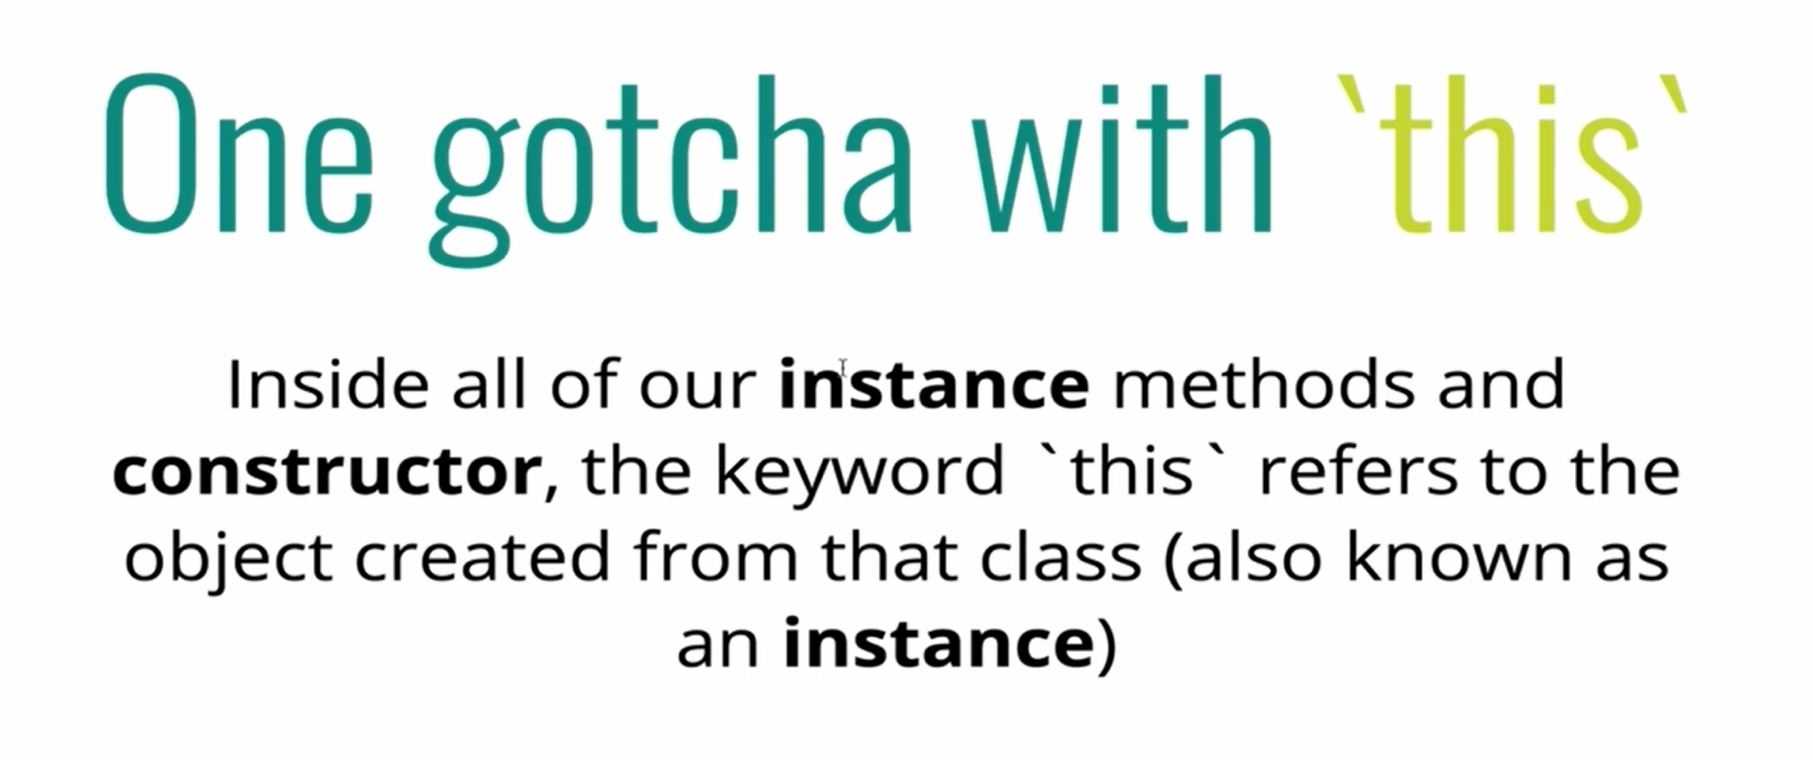 One gotcha with `this`
Inside all of our instance methods and
constructor, the keyword `this` refers to the
object created from that class (also known as
an instance)